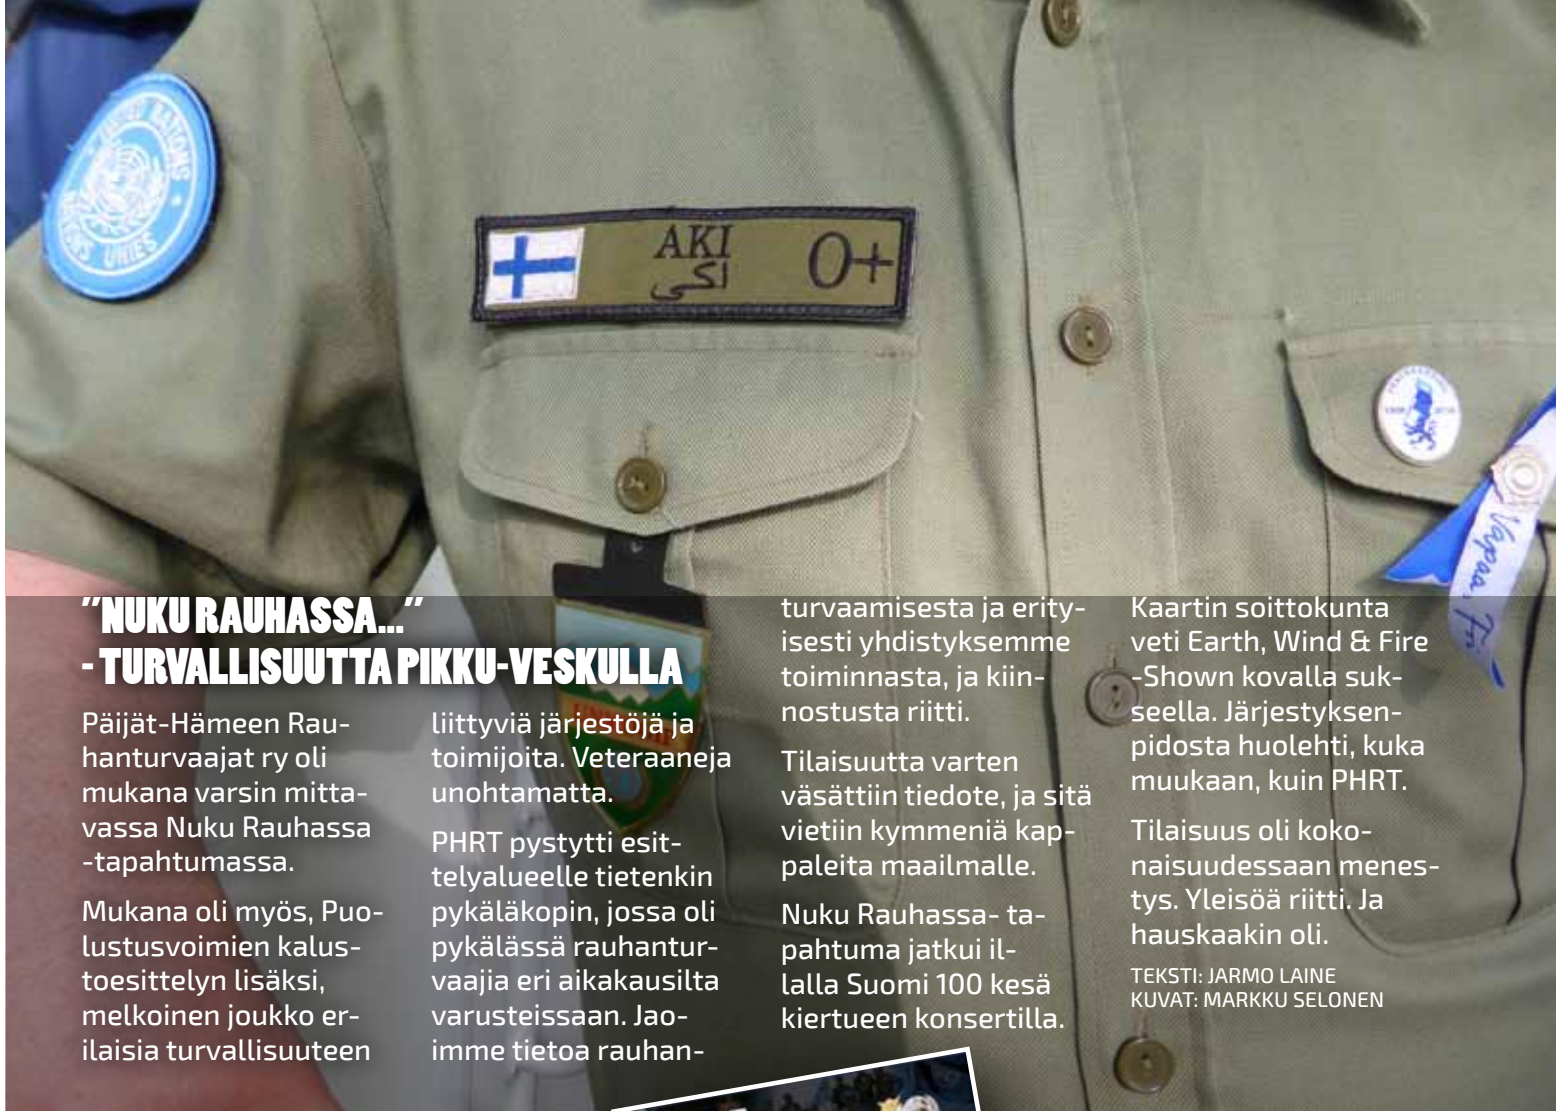 UNITED NATIONS
NATIONS UNIES
AKI
اکی
O+
Vapaa
"NUKU RAUHASSA..."
- TURVALLISUUTTA PIKKU-VESKULLA
Päijät-Hämeen Rau-
hanturvaajat ry oli
mukana varsin mitta-
vassa Nuku Rauhassa
-tapahtumassa.
Mukana oli myös, Puo-
lustusvoimien kalus-
toesittelyn lisäksi,
melkoinen joukko er-
ilaisia turvallisuuteen
liittyviä järjestöjä ja
toimijoita. Veteraaneja
unohtamatta.
PHRT pystytti esit-
telyalueelle tietenkin
pykäläkopin, jossa oli
pykälässä rauhantur-
vaajia eri aikakausilta
varusteissaan. Jao-
imme tietoa rauhan-
turvaamisesta ja erity-
isesti yhdistyksemme
toiminnasta, ja kiin-
nostusta riitti.
Tilaisuutta varten
väsättiin tiedote, ja sitä
vietiin kymmeniä kap-
paleita maailmalle.
Nuku Rauhassa- ta-
pahtuma jatkui il-
lalla Suomi 100 kesä
kiertueen konsertilla.
Kaartin soittokunta
veti Earth, Wind & Fire
-Shown kovalla suk-
seella. Järjestyksen-
pidosta huolehti, kuka
muukaan, kuin PHRT.
Tilaisuus oli koko-
naisuudessaan menes-
tys. Yleisöä riitti. Ja
hauskaakin oli.
TEKSTI: JARMO LAINE
KUVAT: MARKKU SELONEN